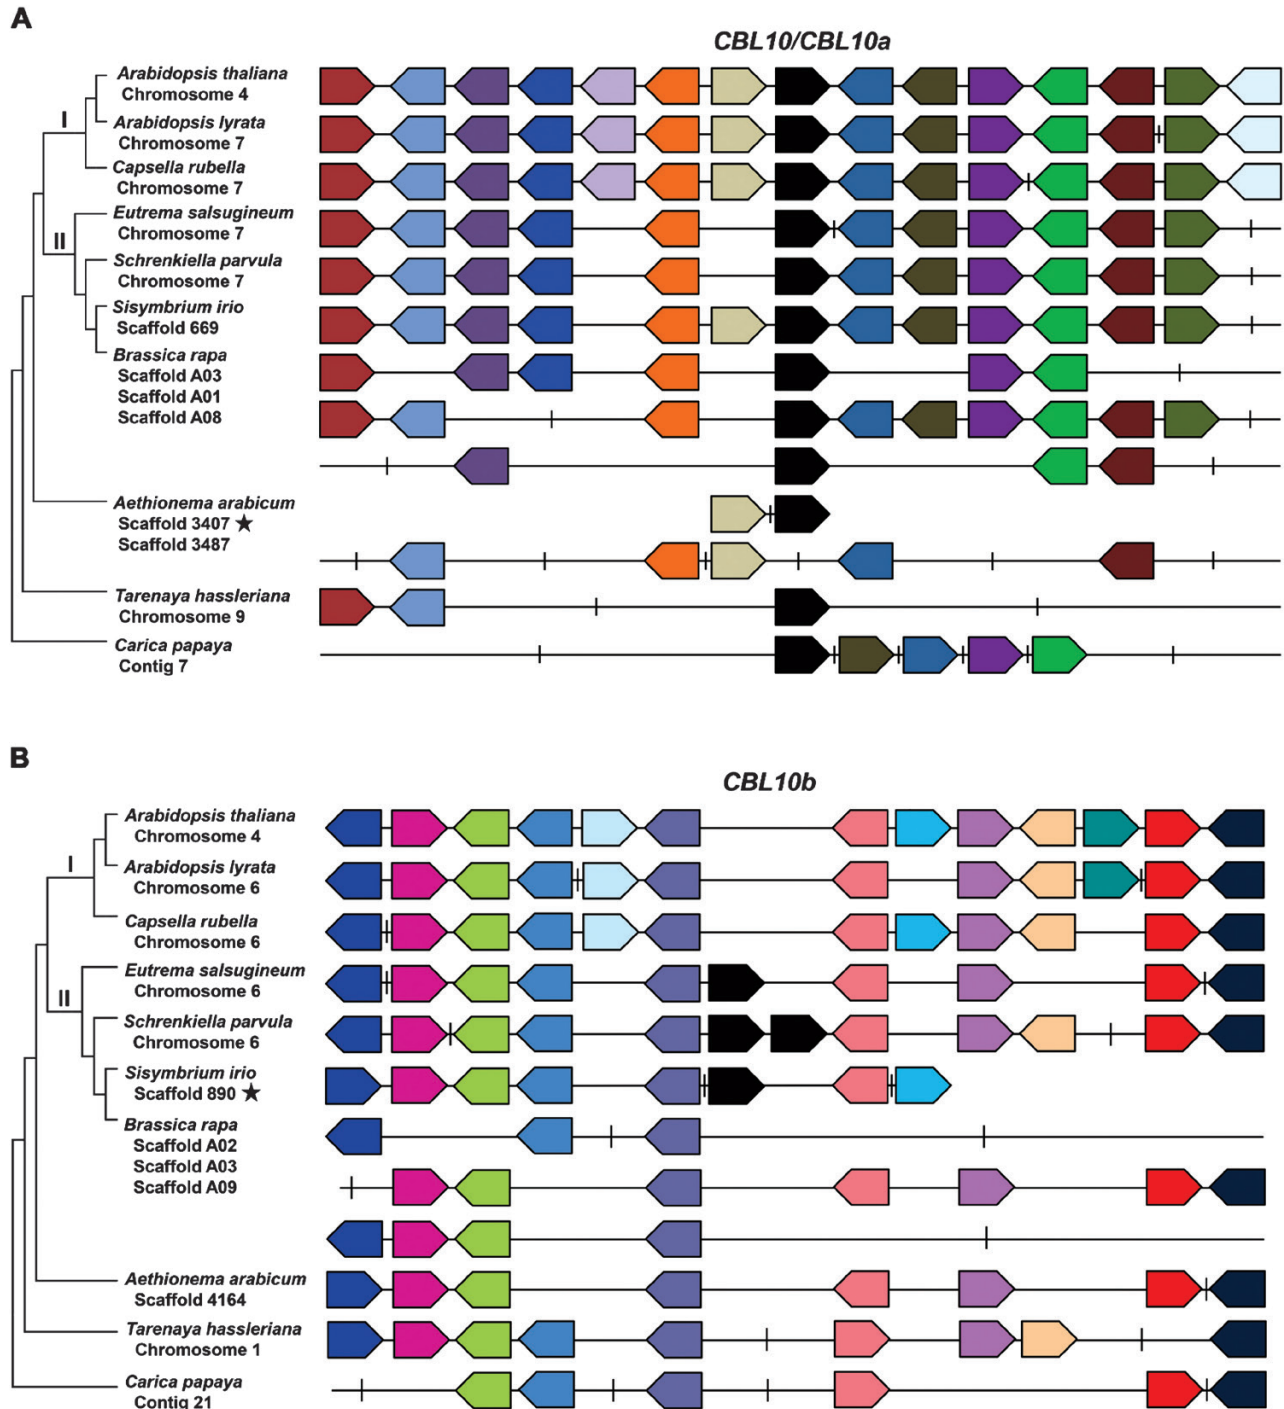 A
CBL10/CBL10a
Arabidopsis thaliana
Chromosome 4
Arabidopsis lyrata
Chromosome 7
I
Capsella rubella
Chromosome 7
Eutrema salsugineum
Chromosome 7
II
Schrenkiella parvula
Chromosome 7
Sisymbrium irio
Scaffold 669
Brassica rapa
Scaffold A03
Scaffold A01
Scaffold A08
Aethionema arabicum
Scaffold 3407 ★
Scaffold 3487
Tarenaya hassleriana
Chromosome 9
Carica papaya
Contig 7
B
CBL10b
Arabidopsis thaliana
Chromosome 4
I
Arabidopsis lyrata
Chromosome 6
Capsella rubella
Chromosome 6
Eutrema salsugineum
Chromosome 6
II
Schrenkiella parvula
Chromosome 6
Sisymbrium irio
Scaffold 890 ★
Brassica rapa
Scaffold A02
Scaffold A03
Scaffold A09
Aethionema arabicum
Scaffold 4164
Tarenaya hassleriana
Chromosome 1
Carica papaya
Contig 21